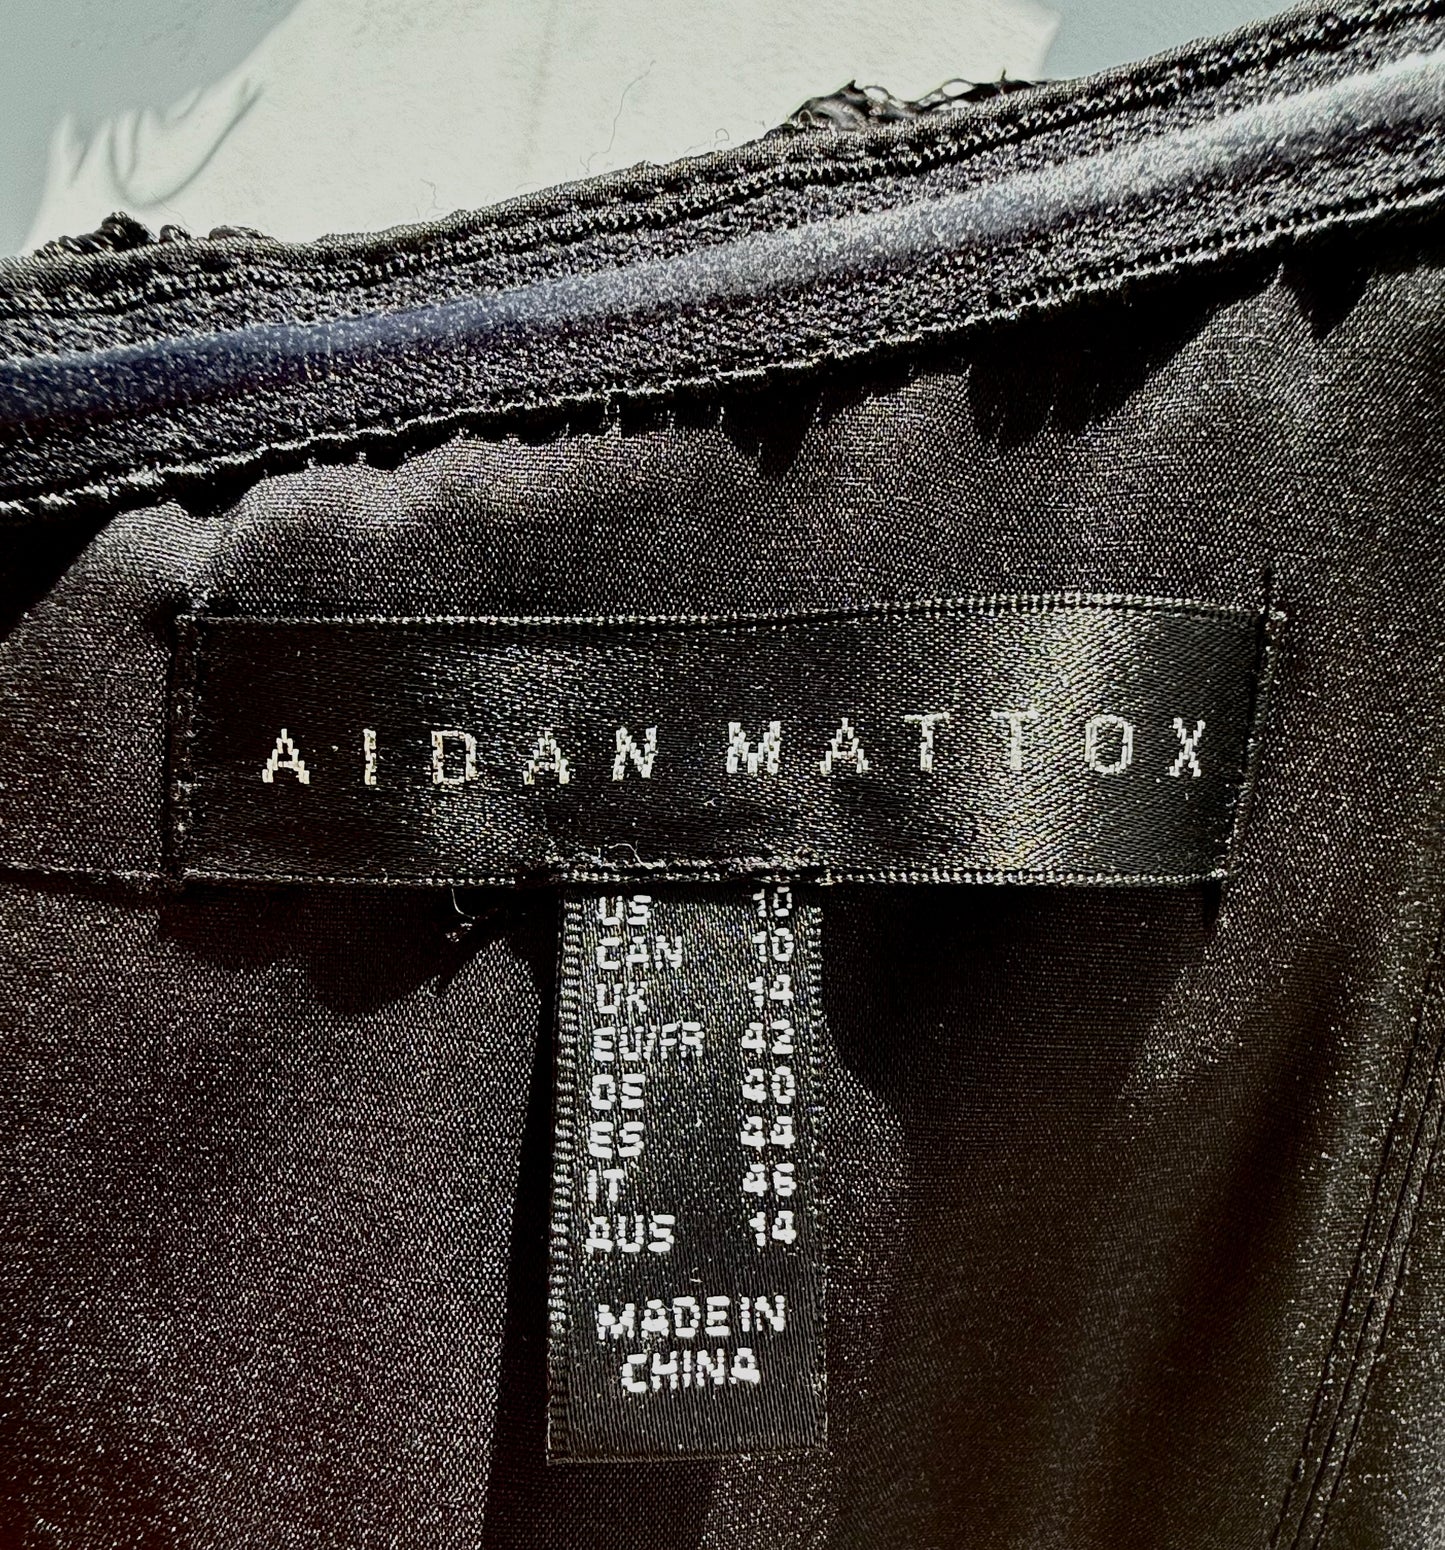 AIDAN MATTOX
US 10
CAN 10
UK 14
EU/FR 42
DE 40
ES 44
IT 46
AUS 14
MADE IN
CHINA